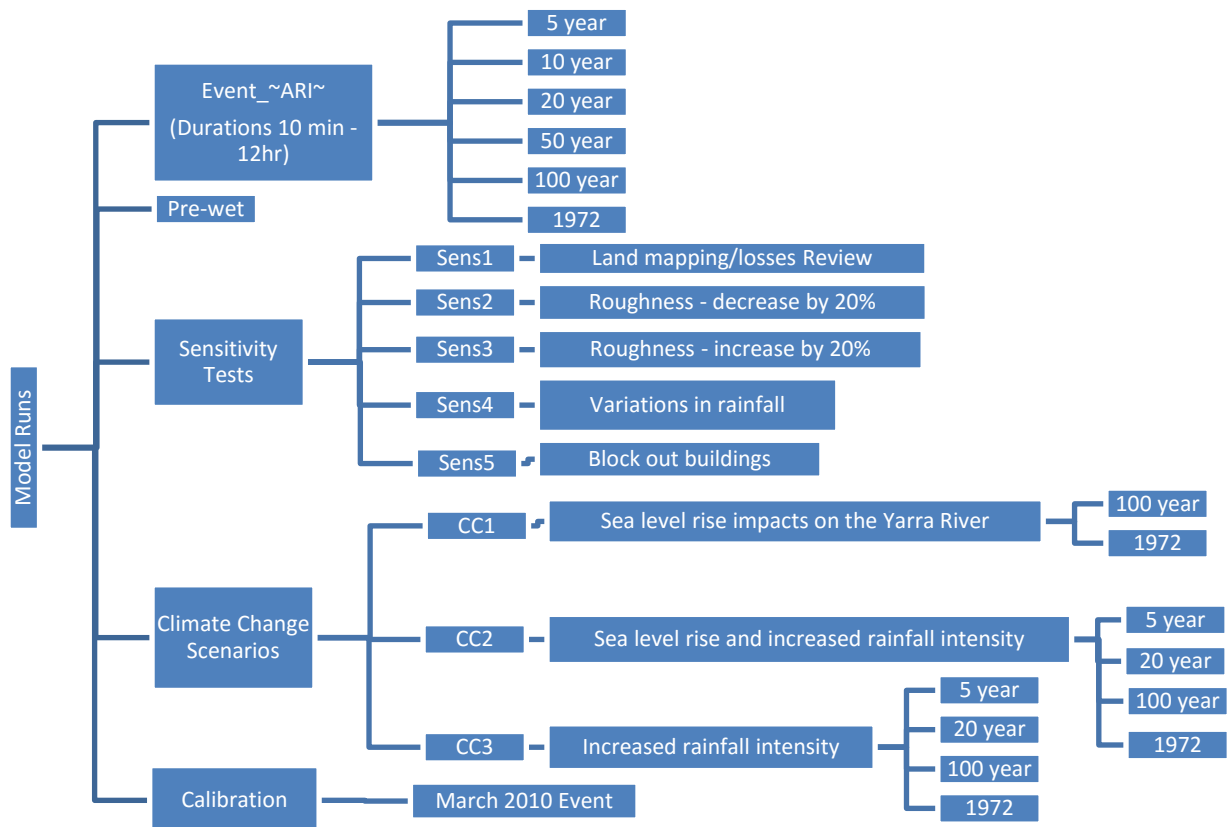 Model Runs
Event_~ARI~
(Durations 10 min -
12hr)
5 year
10 year
20 year
50 year
100 year
1972
Pre-wet
Sensitivity
Tests
Sens1
Land mapping/losses Review
Sens2
Roughness - decrease by 20%
Sens3
Roughness - increase by 20%
Sens4
Variations in rainfall
Sens5
Block out buildings
Climate Change
Scenarios
CC1
Sea level rise impacts on the Yarra River
100 year
1972
CC2
Sea level rise and increased rainfall intensity
5 year
20 year
100 year
1972
CC3
Increased rainfall intensity
5 year
20 year
100 year
1972
Calibration
March 2010 Event